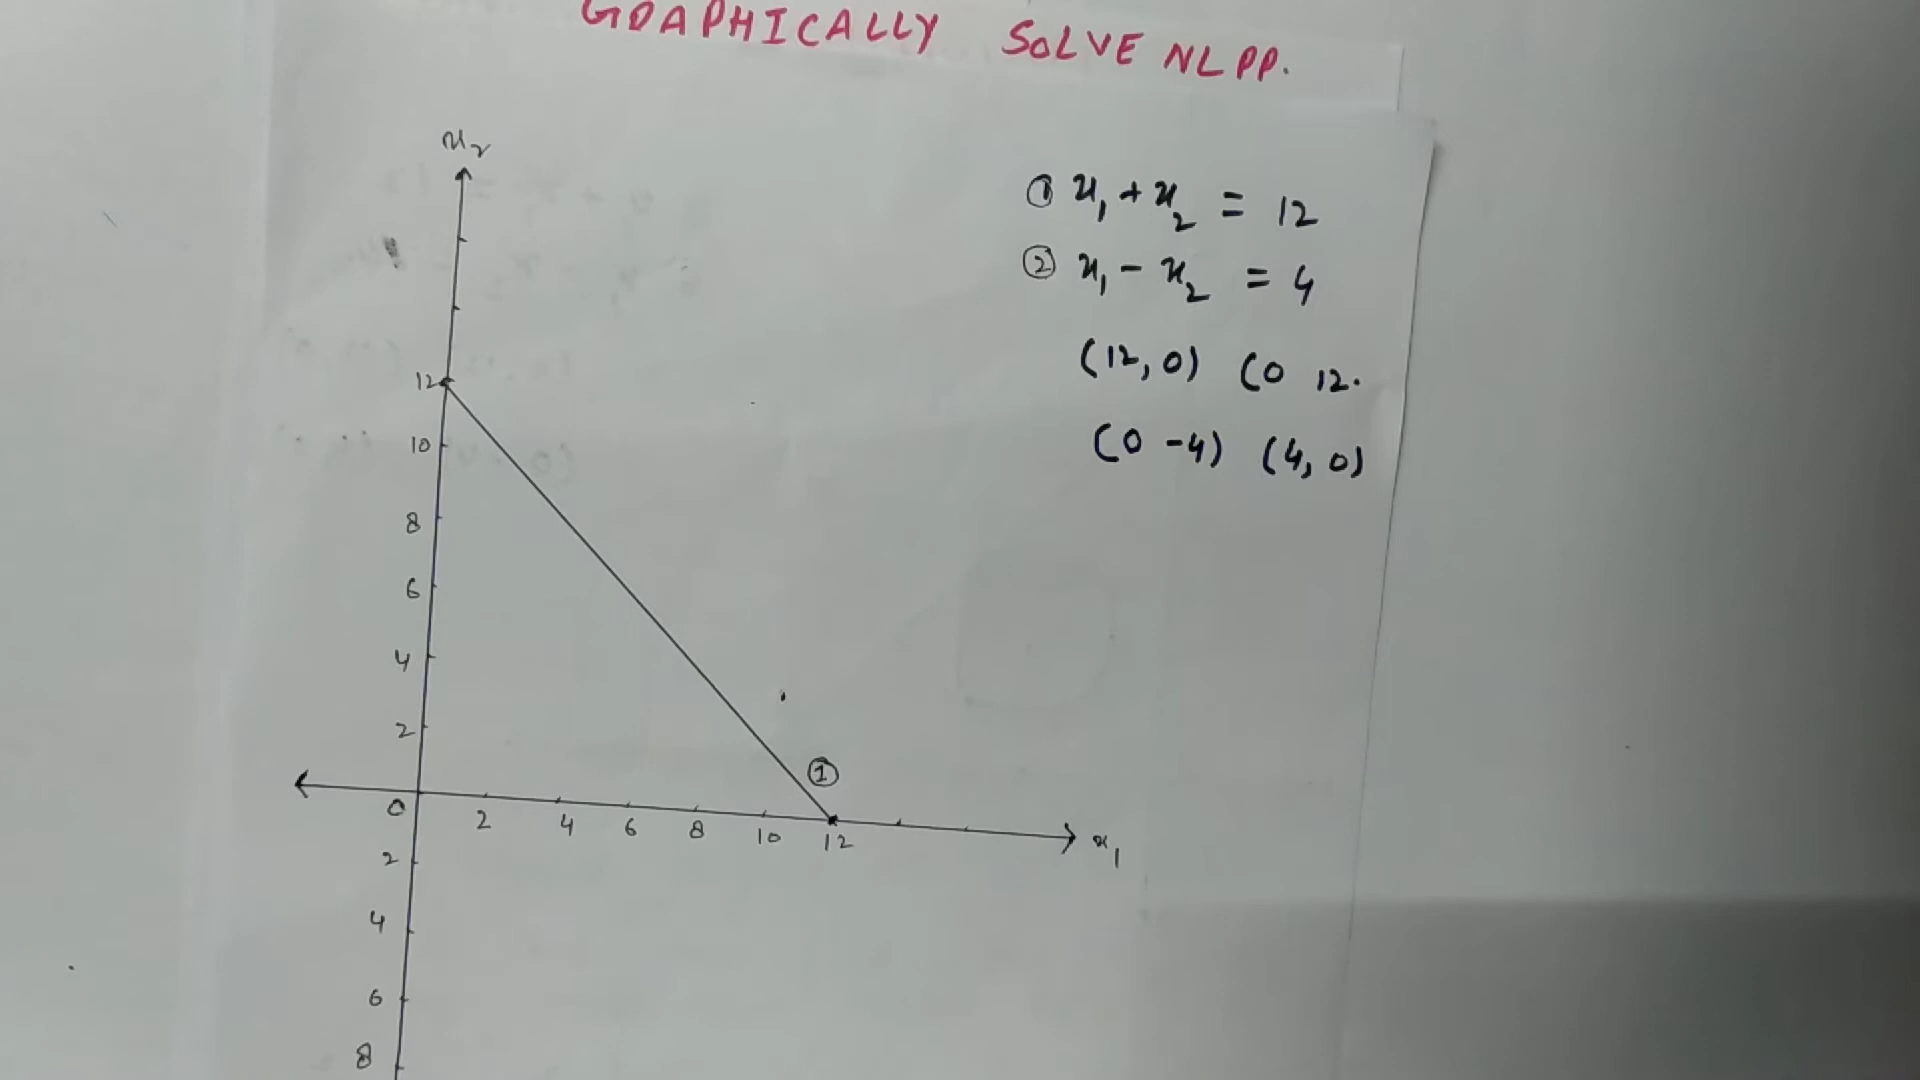 GRAPHICALLY SOLVE NLPP.
x₂
① x₁ + x₂ = 12
② x₁ - x₂ = 4
(12, 0) (0 12.
(0 -4) (4, 0)
12
10
8
6
4
2
①
0 2 4 6 8 10 12 x₁
2
4
6
8